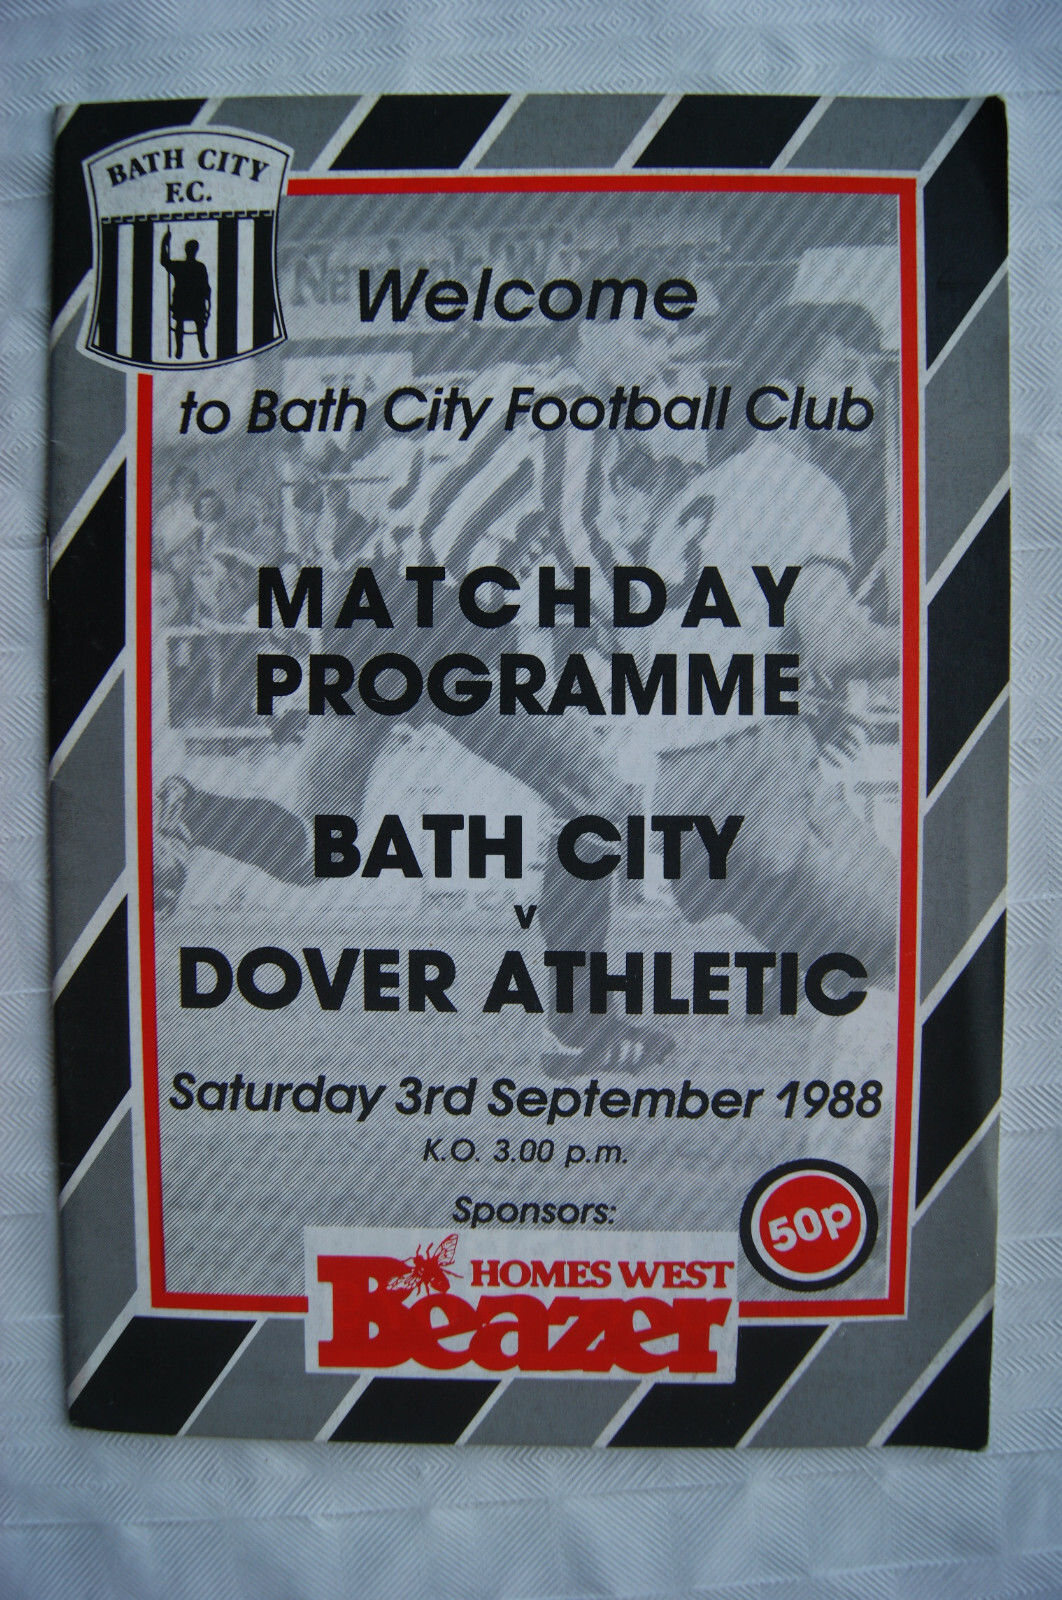 BATH CITY
F.C.
Welcome
to Bath City Football Club
MATCHDAY
PROGRAMME
BATH CITY
v
DOVER ATHLETIC
Saturday 3rd September 1988
K.O. 3.00 p.m.
Sponsors:
50p
HOMES WEST
Beazer